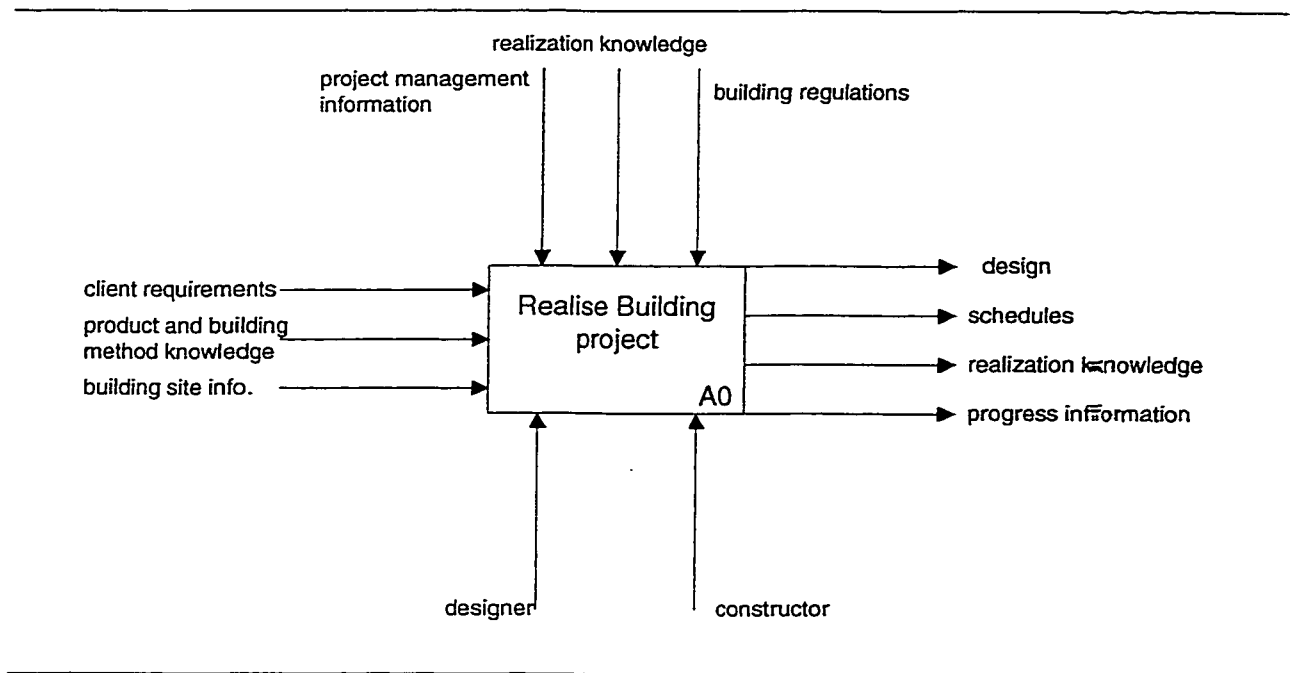 realization knowledge
project management
information
building regulations
client requirements
product and building
method knowledge
building site info.
Realise Building
project
A0
design
schedules
realization knowledge
progress information
designer
constructor